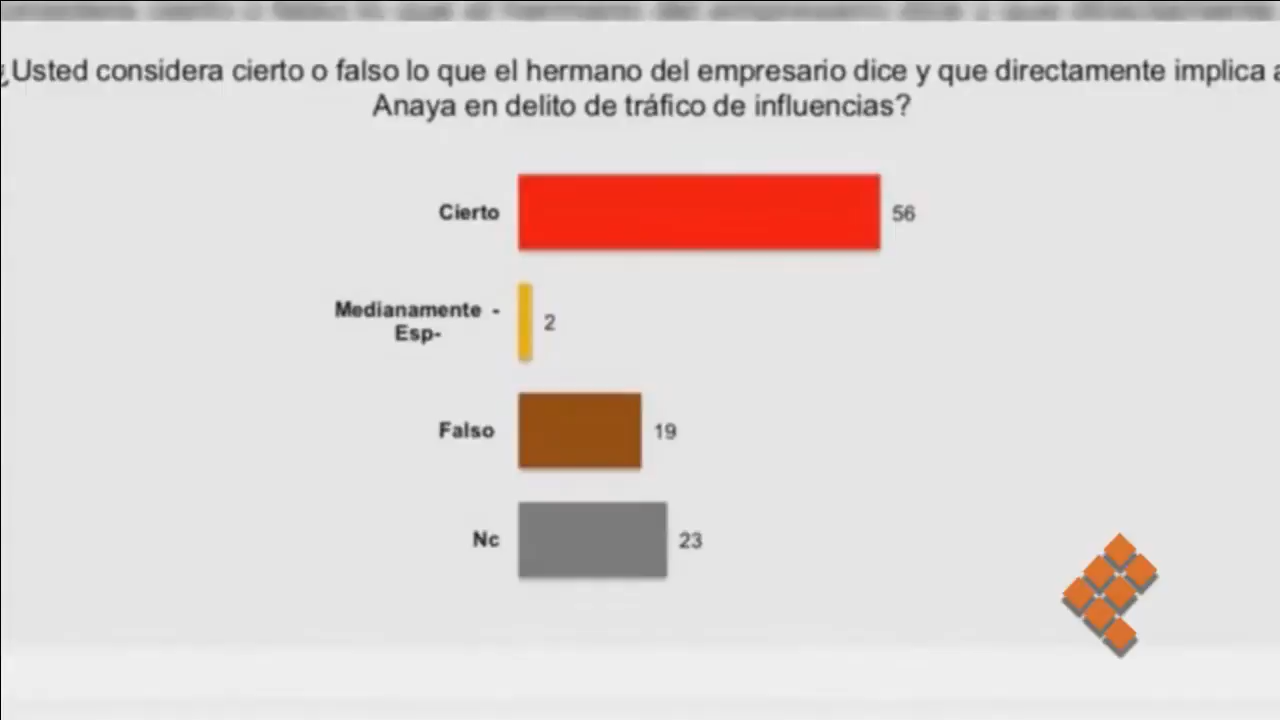 ¿Usted considera cierto o falso lo que el hermano del empresario dice y que directamente implica a
Anaya en delito de tráfico de influencias?
Cierto
56
Medianamente -
Esp-
2
Falso
19
Nc
23